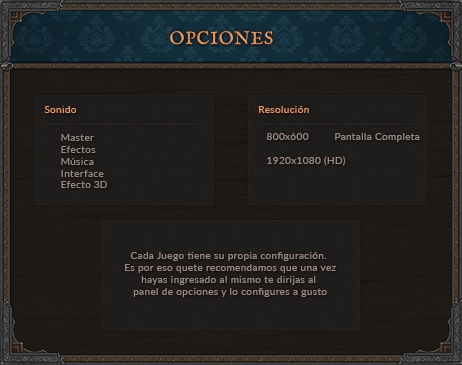 OPCIONES
Sonido
Master
Efectos
Música
Interface
Efecto 3D
Resolución
800x600 Pantalla Completa
1920x1080 (HD)
Cada Juego tiene su propia configuración.
Es por eso quete recomendamos que una vez
hayas ingresado al mismo te dirijas al
panel de opciones y lo configures a gusto